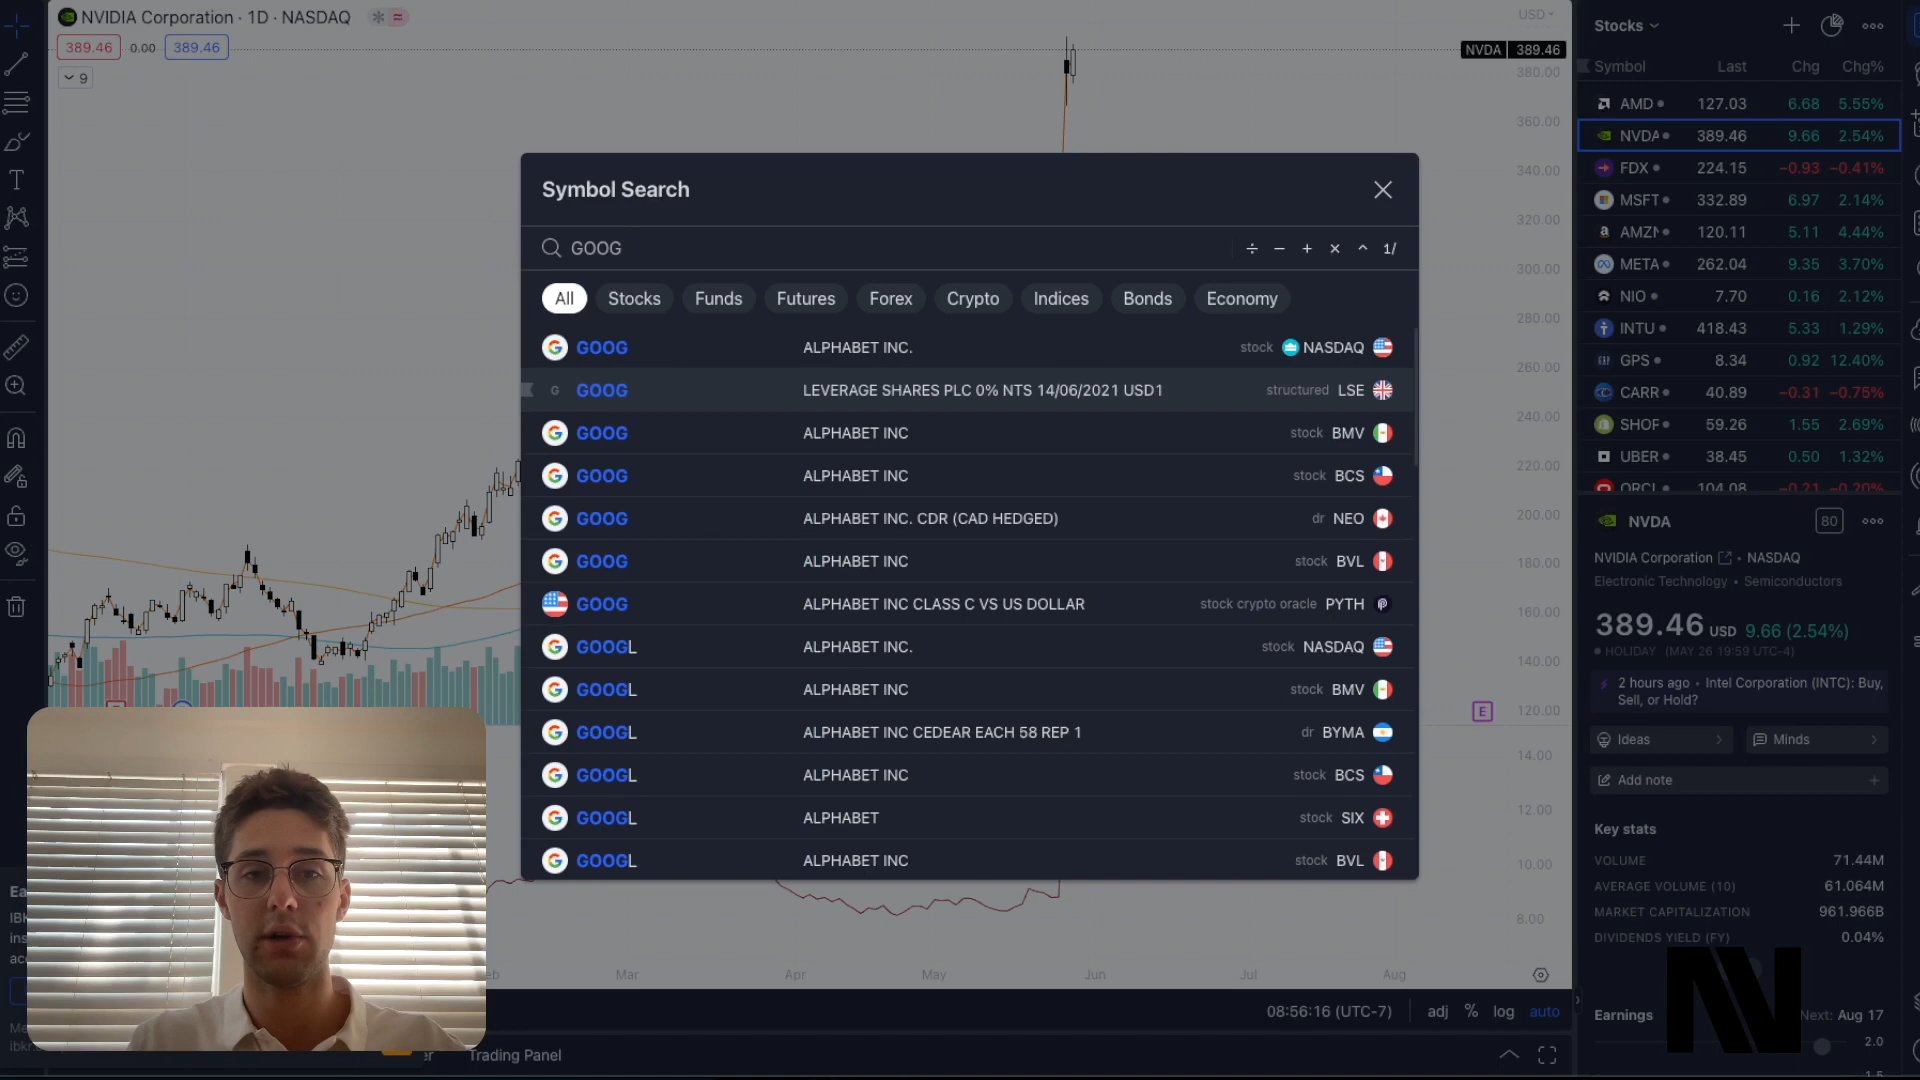 NVIDIA Corporation · 1D · NASDAQ
389.46 0.00 389.46
9
USD
NVDA 389.46
380.00
360.00
340.00
320.00
300.00
280.00
260.00
240.00
220.00
200.00
180.00
160.00
140.00
120.00
14.00
12.00
10.00
8.00
E
Symbol Search
GOOG ÷ − + × ^ 1/
All Stocks Funds Futures Forex Crypto Indices Bonds Economy
GOOG ALPHABET INC. stock NASDAQ
G GOOG LEVERAGE SHARES PLC 0% NTS 14/06/2021 USD1 structured LSE
GOOG ALPHABET INC stock BMV
GOOG ALPHABET INC stock BCS
GOOG ALPHABET INC. CDR (CAD HEDGED) dr NEO
GOOG ALPHABET INC stock BVL
GOOG ALPHABET INC CLASS C VS US DOLLAR stock crypto oracle PYTH
GOOGL ALPHABET INC. stock NASDAQ
GOOGL ALPHABET INC stock BMV
GOOGL ALPHABET INC CEDEAR EACH 58 REP 1 dr BYMA
GOOGL ALPHABET INC stock BCS
GOOGL ALPHABET stock SIX
GOOGL ALPHABET INC stock BVL
Mar Apr May Jun Jul Aug
08:56:16 (UTC-7) adj % log auto
Trading Panel
Stocks
Symbol Last Chg Chg%
AMD 127.03 6.68 5.55%
NVDA 389.46 9.66 2.54%
FDX 224.15 −0.93 −0.41%
MSFT 332.89 6.97 2.14%
AMZN 120.11 5.11 4.44%
META 262.04 9.35 3.70%
NIO 7.70 0.16 2.12%
INTU 418.43 5.33 1.29%
GPS 8.34 0.92 12.40%
CARR 40.89 −0.31 −0.75%
SHOP 59.26 1.55 2.69%
UBER 38.45 0.50 1.32%
ORCL 104.08 −0.21 −0.20%
NVDA 80
NVIDIA Corporation · NASDAQ
Electronic Technology · Semiconductors
389.46 USD 9.66 (2.54%)
HOLIDAY (MAY 26 19:59 UTC-4)
2 hours ago · Intel Corporation (INTC): Buy,
Sell, or Hold?
Ideas Minds
Add note
Key stats
VOLUME 71.44M
AVERAGE VOLUME (10) 61.064M
MARKET CAPITALIZATION 961.966B
DIVIDENDS YIELD (FY) 0.04%
Earnings Next: Aug 17
2.0